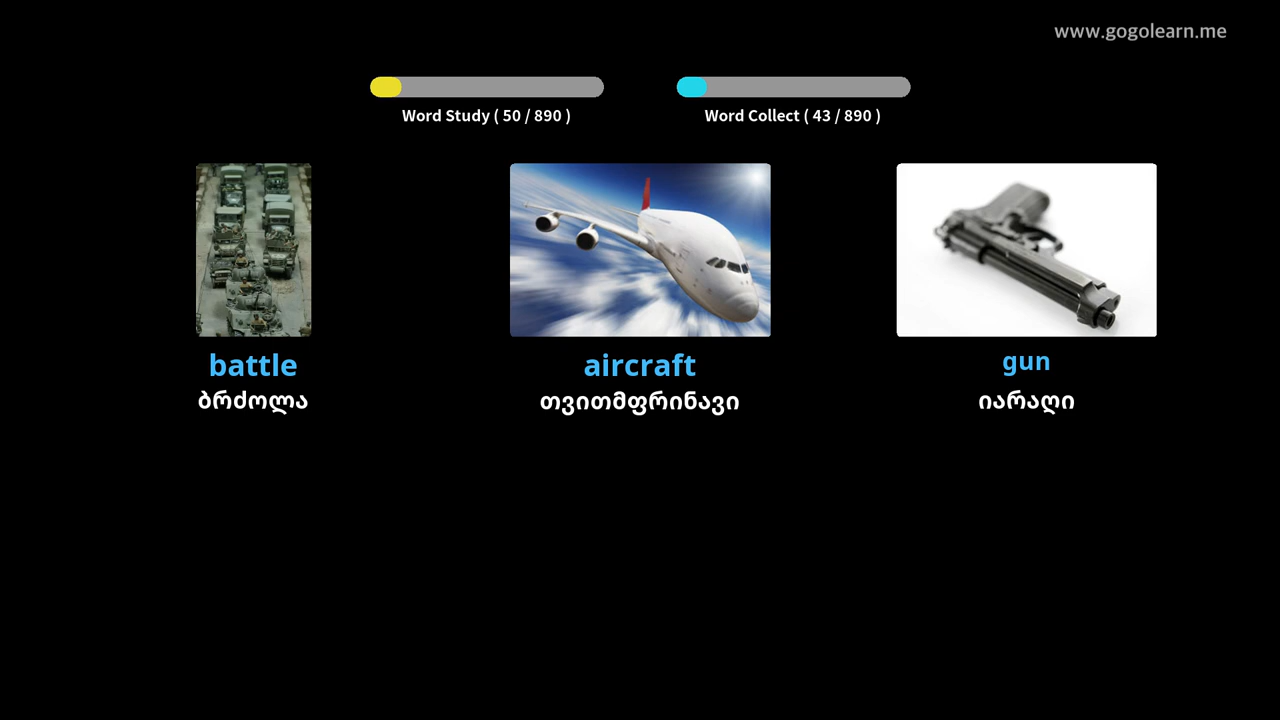 www.gogolearn.me
Word Study ( 50 / 890 )
Word Collect ( 43 / 890 )
battle
aircraft
gun
ბრძოლა
თვითმფრინავი
იარაღი